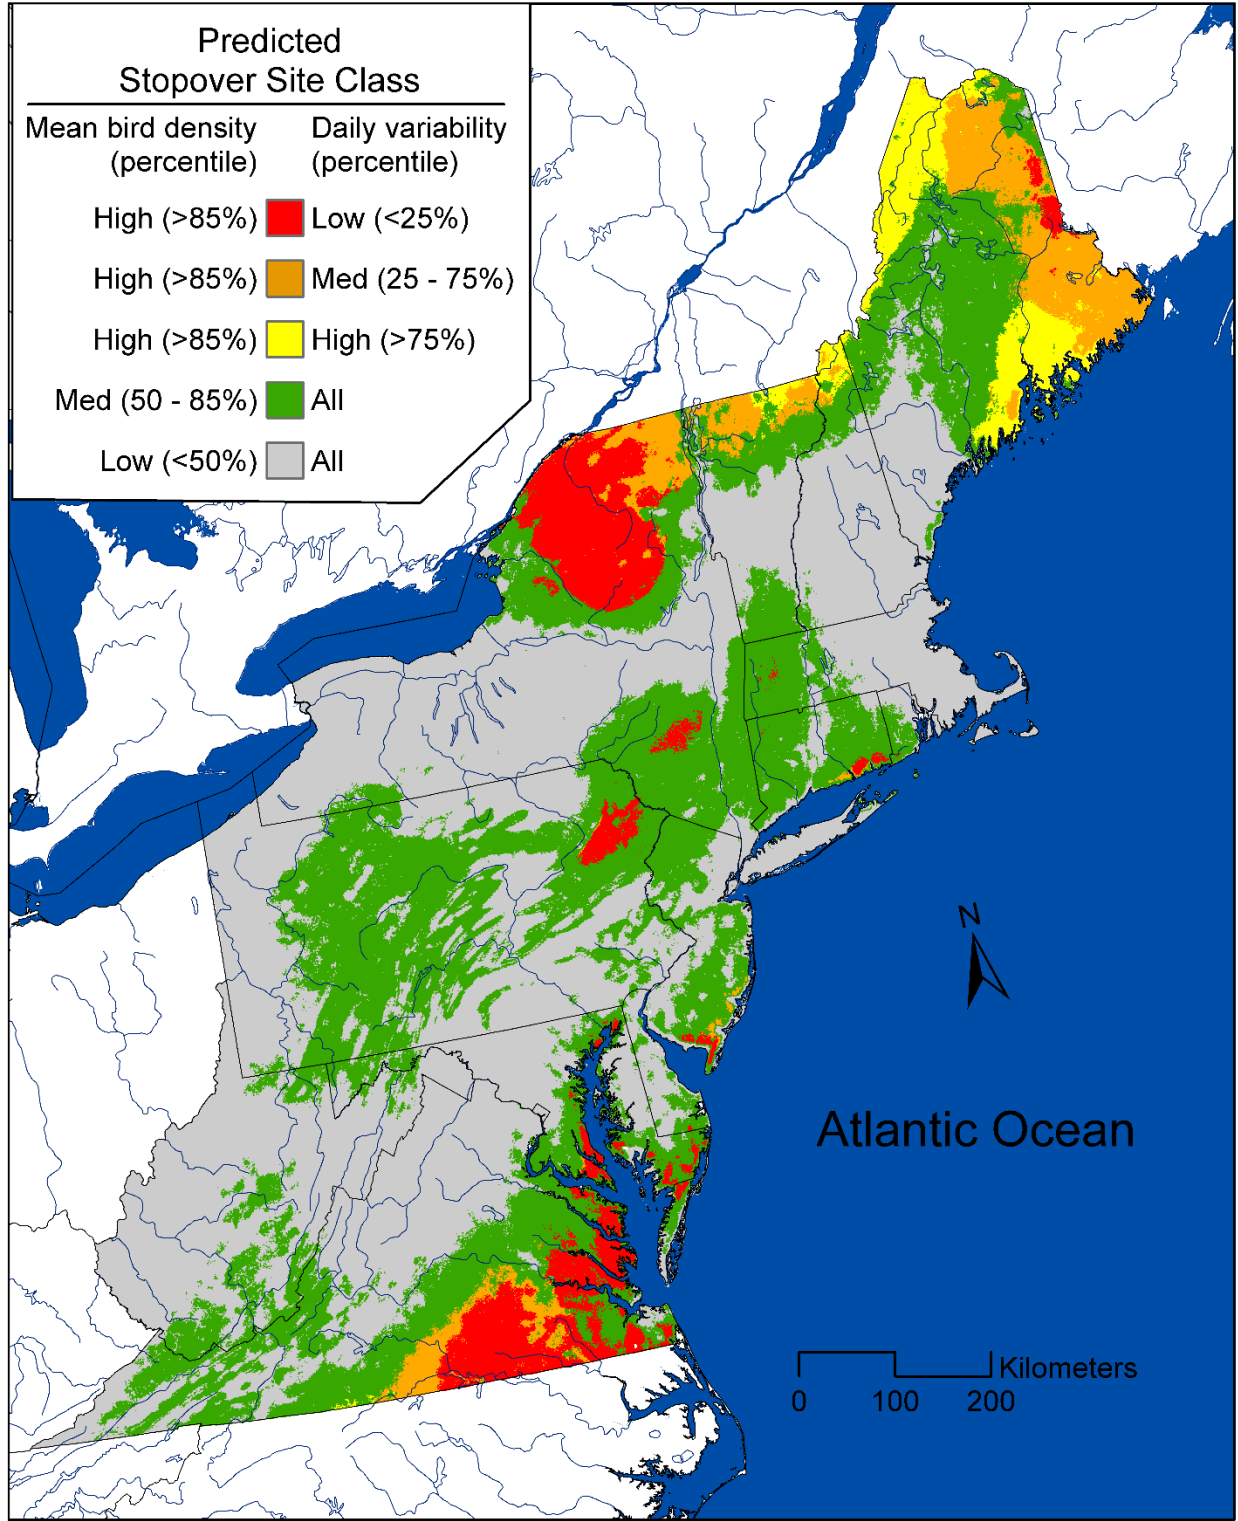 Predicted
Stopover Site Class
Mean bird density Daily variability
(percentile) (percentile)
High (>85%) Low (<25%)
High (>85%) Med (25 - 75%)
High (>85%) High (>75%)
Med (50 - 85%) All
Low (<50%) All
N
Atlantic Ocean
Kilometers
0 100 200